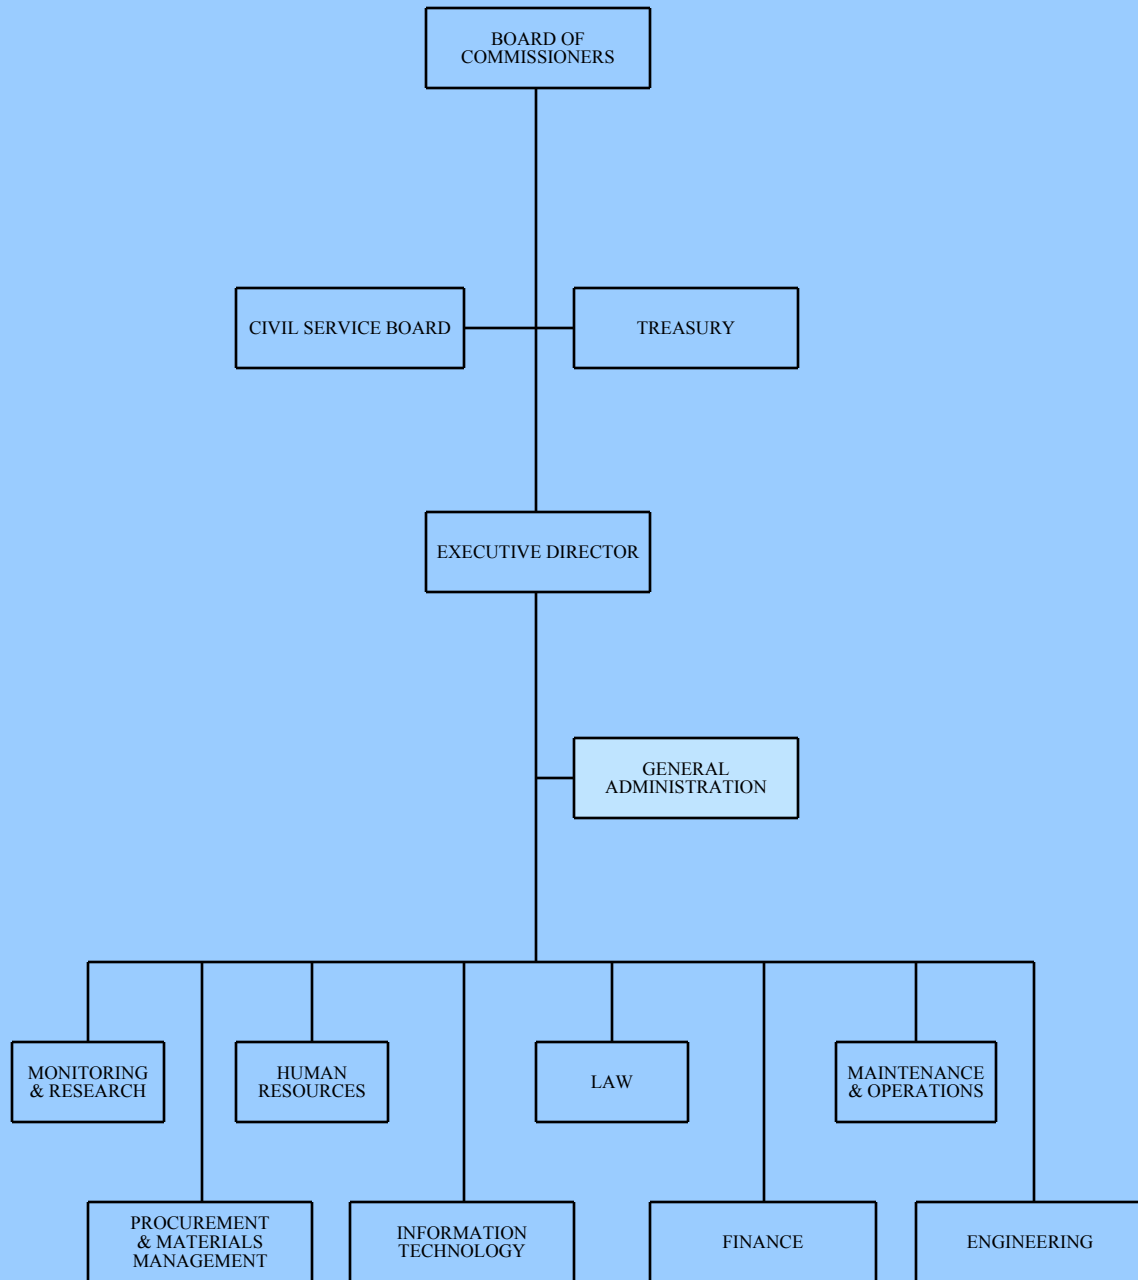 BOARD OF
COMMISSIONERS
CIVIL SERVICE BOARD
TREASURY
EXECUTIVE DIRECTOR
GENERAL
ADMINISTRATION
MONITORING
& RESEARCH
HUMAN
RESOURCES
LAW
MAINTENANCE
& OPERATIONS
PROCUREMENT
& MATERIALS
MANAGEMENT
INFORMATION
TECHNOLOGY
FINANCE
ENGINEERING